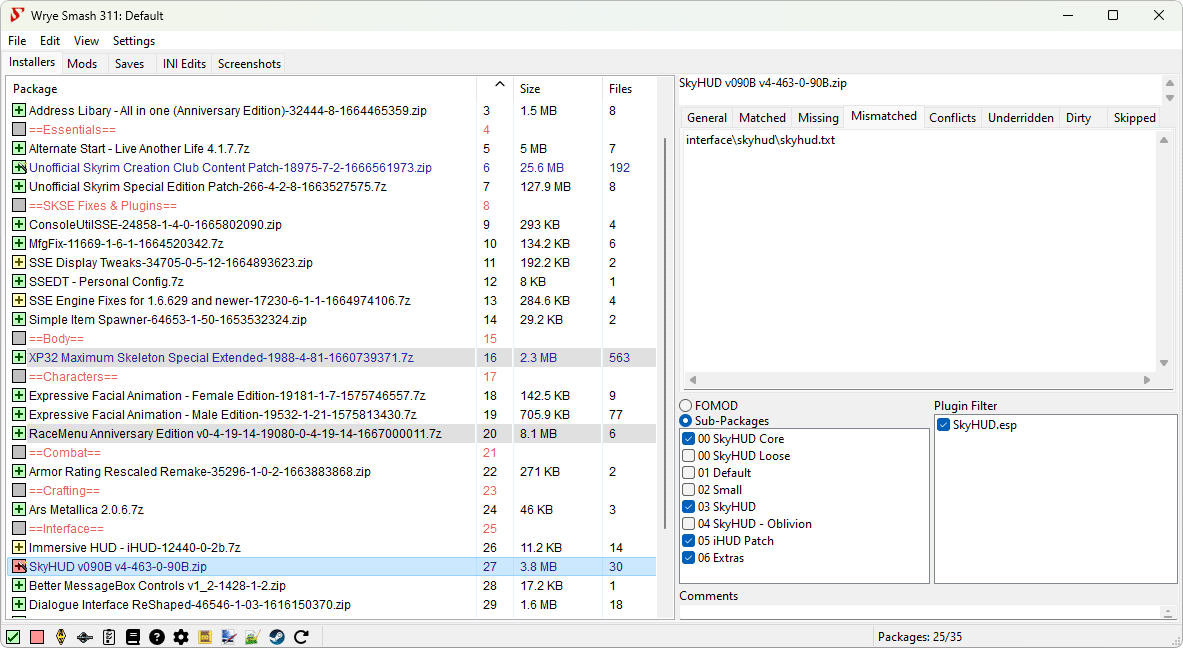 Wrye Smash 311: Default
File Edit View Settings
Installers Mods Saves INI Edits Screenshots
Package Size Files
Address Libary - All in one (Anniversary Edition)-32444-8-1664465359.zip 3 1.5 MB 8
==Essentials== 4
Alternate Start - Live Another Life 4.1.7.7z 5 5 MB 7
Unofficial Skyrim Creation Club Content Patch-18975-7-2-1666561973.zip 6 25.6 MB 192
Unofficial Skyrim Special Edition Patch-266-4-2-8-1663527575.7z 7 127.9 MB 8
==SKSE Fixes & Plugins== 8
ConsoleUtilSSE-24858-1-4-0-1665802090.zip 9 293 KB 4
MfgFix-11669-1-6-1-1664520342.7z 10 134.2 KB 6
SSE Display Tweaks-34705-0-5-12-1664893623.zip 11 192.2 KB 2
SSEDT - Personal Config.7z 12 8 KB 1
SSE Engine Fixes for 1.6.629 and newer-17230-6-1-1-1664974106.7z 13 284.6 KB 4
Simple Item Spawner-64653-1-50-1653532324.zip 14 29.2 KB 2
==Body== 15
XP32 Maximum Skeleton Special Extended-1988-4-81-1660739371.7z 16 2.3 MB 563
==Characters== 17
Expressive Facial Animation - Female Edition-19181-1-7-1575746557.7z 18 142.5 KB 9
Expressive Facial Animation - Male Edition-19532-1-21-1575813430.7z 19 705.9 KB 77
RaceMenu Anniversary Edition v0-4-19-14-19080-0-4-19-14-1667000011.7z 20 8.1 MB 6
==Combat== 21
Armor Rating Rescaled Remake-35296-1-0-2-1663883868.zip 22 271 KB 2
==Crafting== 23
Ars Metallica 2.0.6.7z 24 46 KB 3
==Interface== 25
Immersive HUD - iHUD-12440-0-2b.7z 26 11.2 KB 14
SkyHUD v090B v4-463-0-90B.zip 27 3.8 MB 30
Better MessageBox Controls v1_2-1428-1-2.zip 28 17.2 KB 1
Dialogue Interface ReShaped-46546-1-03-1616150370.zip 29 1.6 MB 18
SkyHUD v090B v4-463-0-90B.zip
General Matched Missing Mismatched Conflicts Underridden Dirty Skipped
interface\skyhud\skyhud.txt
FOMOD
Sub-Packages
00 SkyHUD Core
00 SkyHUD Loose
01 Default
02 Small
03 SkyHUD
04 SkyHUD - Oblivion
05 iHUD Patch
06 Extras
Plugin Filter
SkyHUD.esp
Comments
Packages: 25/35